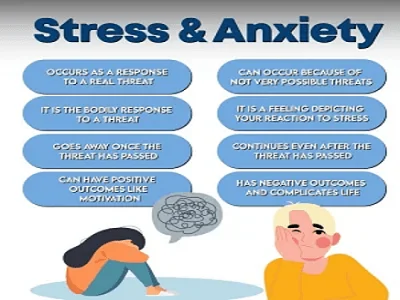 Stress & Anxiety
OCCURS AS A RESPONSE
TO A REAL THREAT
CAN OCCUR BECAUSE OF
NOT VERY POSSIBLE THREATS
IT IS THE BODILY RESPONSE
TO A THREAT
IT IS A FEELING DEPICTING
YOUR REACTION TO STRESS
GOES AWAY ONCE THE
THREAT HAS PASSED
CONTINUES EVEN AFTER THE
THREAT HAS PASSED
CAN HAVE POSITIVE
OUTCOMES LIKE
MOTIVATION
HAS NEGATIVE OUTCOMES
AND COMPLICATES LIFE